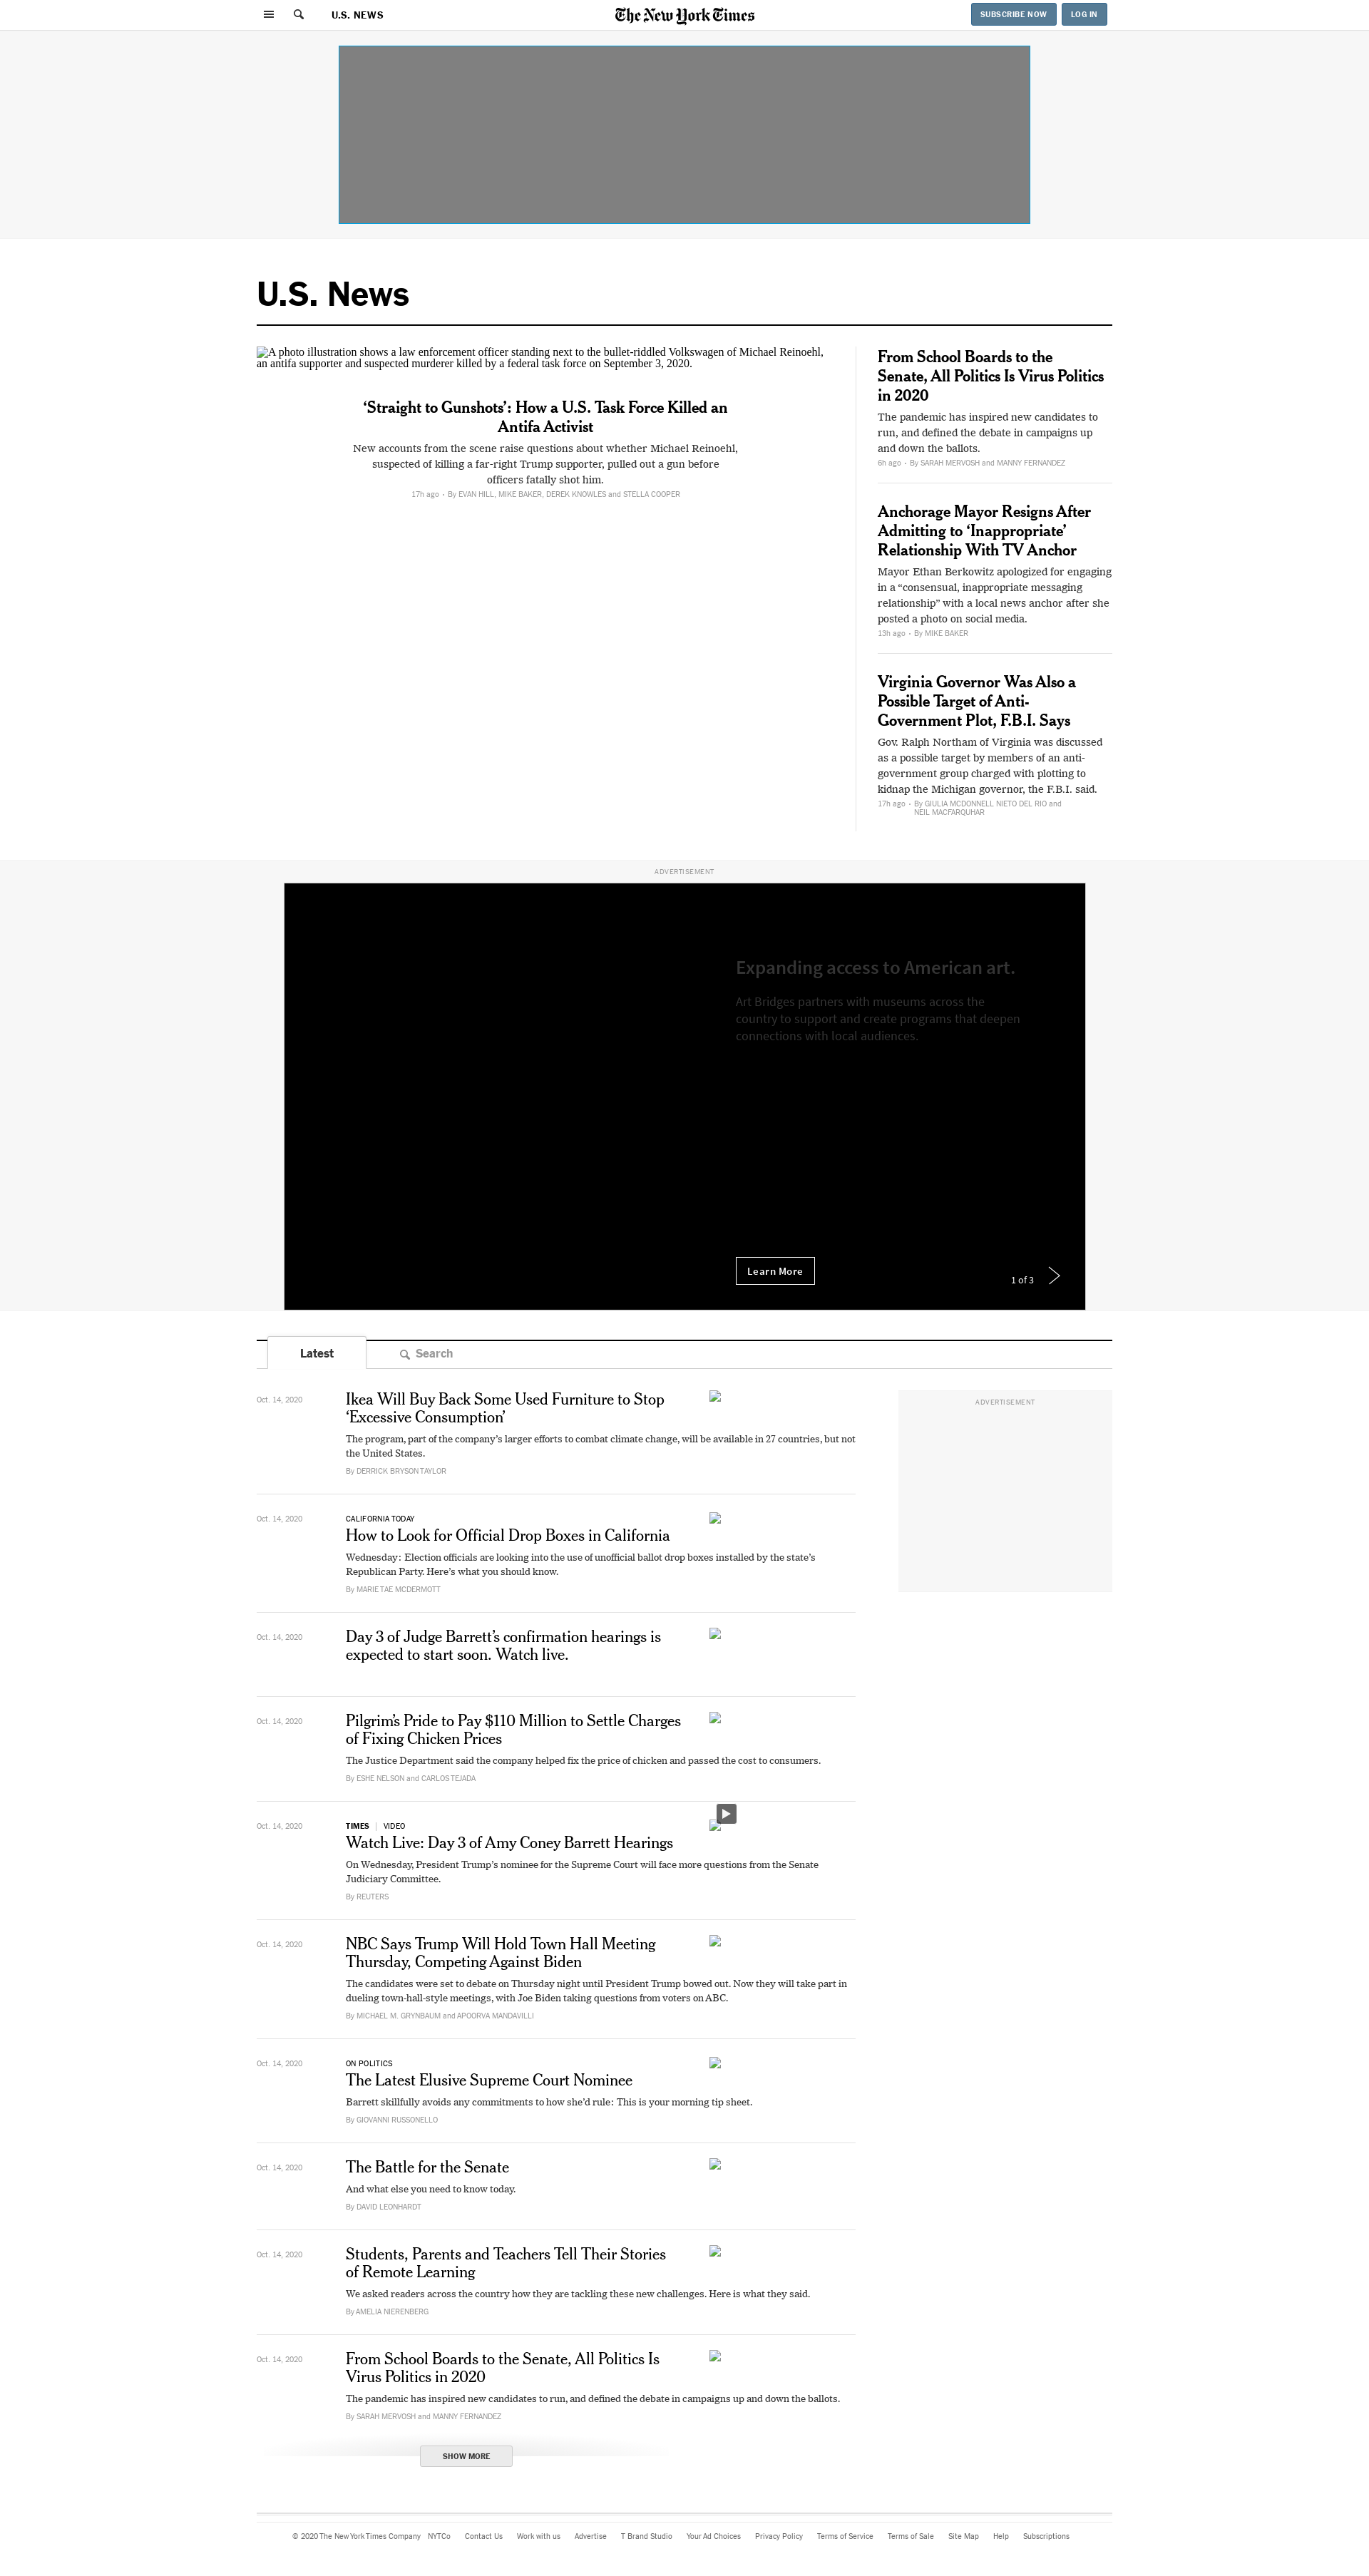 U.S. NEWS
The New York Times
SUBSCRIBE NOW
LOG IN
U.S. News
A photo illustration shows a law enforcement officer standing next to the bullet-riddled Volkswagen of Michael Reinoehl,
an antifa supporter and suspected murderer killed by a federal task force on September 3, 2020.
‘Straight to Gunshots’: How a U.S. Task Force Killed an
Antifa Activist
New accounts from the scene raise questions about whether Michael Reinoehl,
suspected of killing a far-right Trump supporter, pulled out a gun before
officers fatally shot him.
17h ago • By EVAN HILL, MIKE BAKER, DEREK KNOWLES and STELLA COOPER
From School Boards to the
Senate, All Politics Is Virus Politics
in 2020
The pandemic has inspired new candidates to
run, and defined the debate in campaigns up
and down the ballots.
6h ago • By SARAH MERVOSH and MANNY FERNANDEZ
Anchorage Mayor Resigns After
Admitting to ‘Inappropriate’
Relationship With TV Anchor
Mayor Ethan Berkowitz apologized for engaging
in a “consensual, inappropriate messaging
relationship” with a local news anchor after she
posted a photo on social media.
13h ago • By MIKE BAKER
Virginia Governor Was Also a
Possible Target of Anti-
Government Plot, F.B.I. Says
Gov. Ralph Northam of Virginia was discussed
as a possible target by members of an anti-
government group charged with plotting to
kidnap the Michigan governor, the F.B.I. said.
17h ago • By GIULIA MCDONNELL NIETO DEL RIO and
NEIL MACFARQUHAR
ADVERTISEMENT
Expanding access to American art.
Art Bridges partners with museums across the
country to support and create programs that deepen
connections with local audiences.
Learn More
1 of 3
Latest
Search
ADVERTISEMENT
Oct. 14, 2020
Ikea Will Buy Back Some Used Furniture to Stop
‘Excessive Consumption’
The program, part of the company’s larger efforts to combat climate change, will be available in 27 countries, but not
the United States.
By DERRICK BRYSON TAYLOR
Oct. 14, 2020
CALIFORNIA TODAY
How to Look for Official Drop Boxes in California
Wednesday: Election officials are looking into the use of unofficial ballot drop boxes installed by the state’s
Republican Party. Here’s what you should know.
By MARIE TAE MCDERMOTT
Oct. 14, 2020
Day 3 of Judge Barrett’s confirmation hearings is
expected to start soon. Watch live.
Oct. 14, 2020
Pilgrim’s Pride to Pay $110 Million to Settle Charges
of Fixing Chicken Prices
The Justice Department said the company helped fix the price of chicken and passed the cost to consumers.
By ESHE NELSON and CARLOS TEJADA
Oct. 14, 2020
TIMES | VIDEO
Watch Live: Day 3 of Amy Coney Barrett Hearings
On Wednesday, President Trump’s nominee for the Supreme Court will face more questions from the Senate
Judiciary Committee.
By REUTERS
Oct. 14, 2020
NBC Says Trump Will Hold Town Hall Meeting
Thursday, Competing Against Biden
The candidates were set to debate on Thursday night until President Trump bowed out. Now they will take part in
dueling town-hall-style meetings, with Joe Biden taking questions from voters on ABC.
By MICHAEL M. GRYNBAUM and APOORVA MANDAVILLI
Oct. 14, 2020
ON POLITICS
The Latest Elusive Supreme Court Nominee
Barrett skillfully avoids any commitments to how she’d rule: This is your morning tip sheet.
By GIOVANNI RUSSONELLO
Oct. 14, 2020
The Battle for the Senate
And what else you need to know today.
By DAVID LEONHARDT
Oct. 14, 2020
Students, Parents and Teachers Tell Their Stories
of Remote Learning
We asked readers across the country how they are tackling these new challenges. Here is what they said.
By AMELIA NIERENBERG
Oct. 14, 2020
From School Boards to the Senate, All Politics Is
Virus Politics in 2020
The pandemic has inspired new candidates to run, and defined the debate in campaigns up and down the ballots.
By SARAH MERVOSH and MANNY FERNANDEZ
SHOW MORE
© 2020 The New York Times Company NYTCo Contact Us Work with us Advertise T Brand Studio Your Ad Choices Privacy Policy Terms of Service Terms of Sale Site Map Help Subscriptions